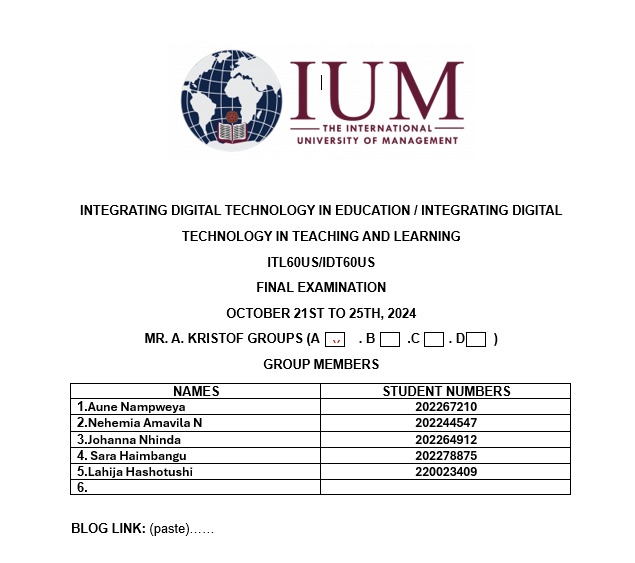 IUM
THE INTERNATIONAL
UNIVERSITY OF MANAGEMENT
INTEGRATING DIGITAL TECHNOLOGY IN EDUCATION / INTEGRATING DIGITAL
TECHNOLOGY IN TEACHING AND LEARNING
ITL60US/IDT60US
FINAL EXAMINATION
OCTOBER 21ST TO 25TH, 2024
MR. A. KRISTOF GROUPS (A . B .C . D )
GROUP MEMBERS
NAMES STUDENT NUMBERS
1.Aune Nampweya 202267210
2.Nehemia Amavila N 202244547
3.Johanna Nhinda 202264912
4. Sara Haimbangu 202278875
5.Lahija Hashotushi 220023409
6.
BLOG LINK: (paste)……